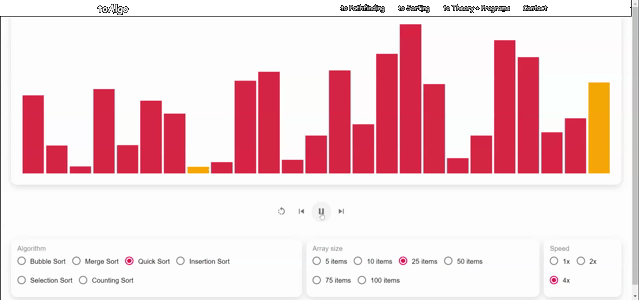 toAlgo to Pathfinding to Sorting to Theory + Programs Contact
Algorithm Array size Speed
Bubble Sort Merge Sort Quick Sort Insertion Sort 5 items 10 items 25 items 50 items 1x 2x
Selection Sort Counting Sort 75 items 100 items 4x